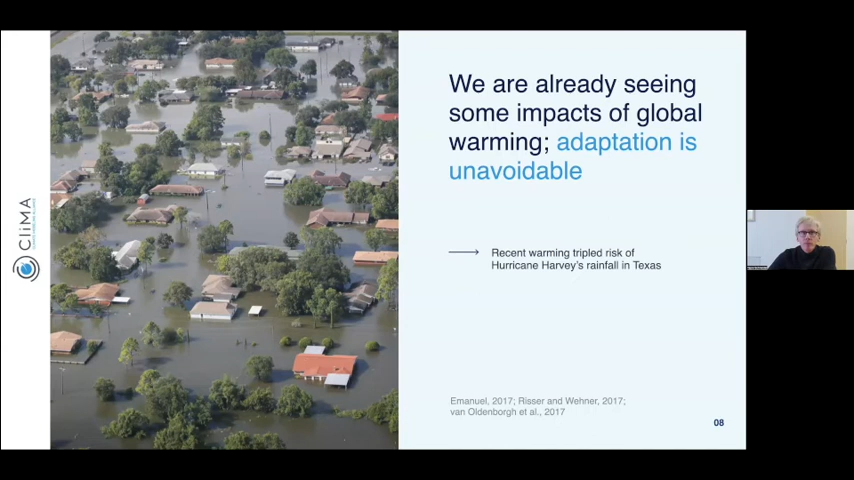 CLiMA
We are already seeing
some impacts of global
warming; adaptation is
unavoidable
Recent warming tripled risk of
Hurricane Harvey's rainfall in Texas
Emanuel, 2017; Risser and Wehner, 2017;
van Oldenborgh et al., 2017
08